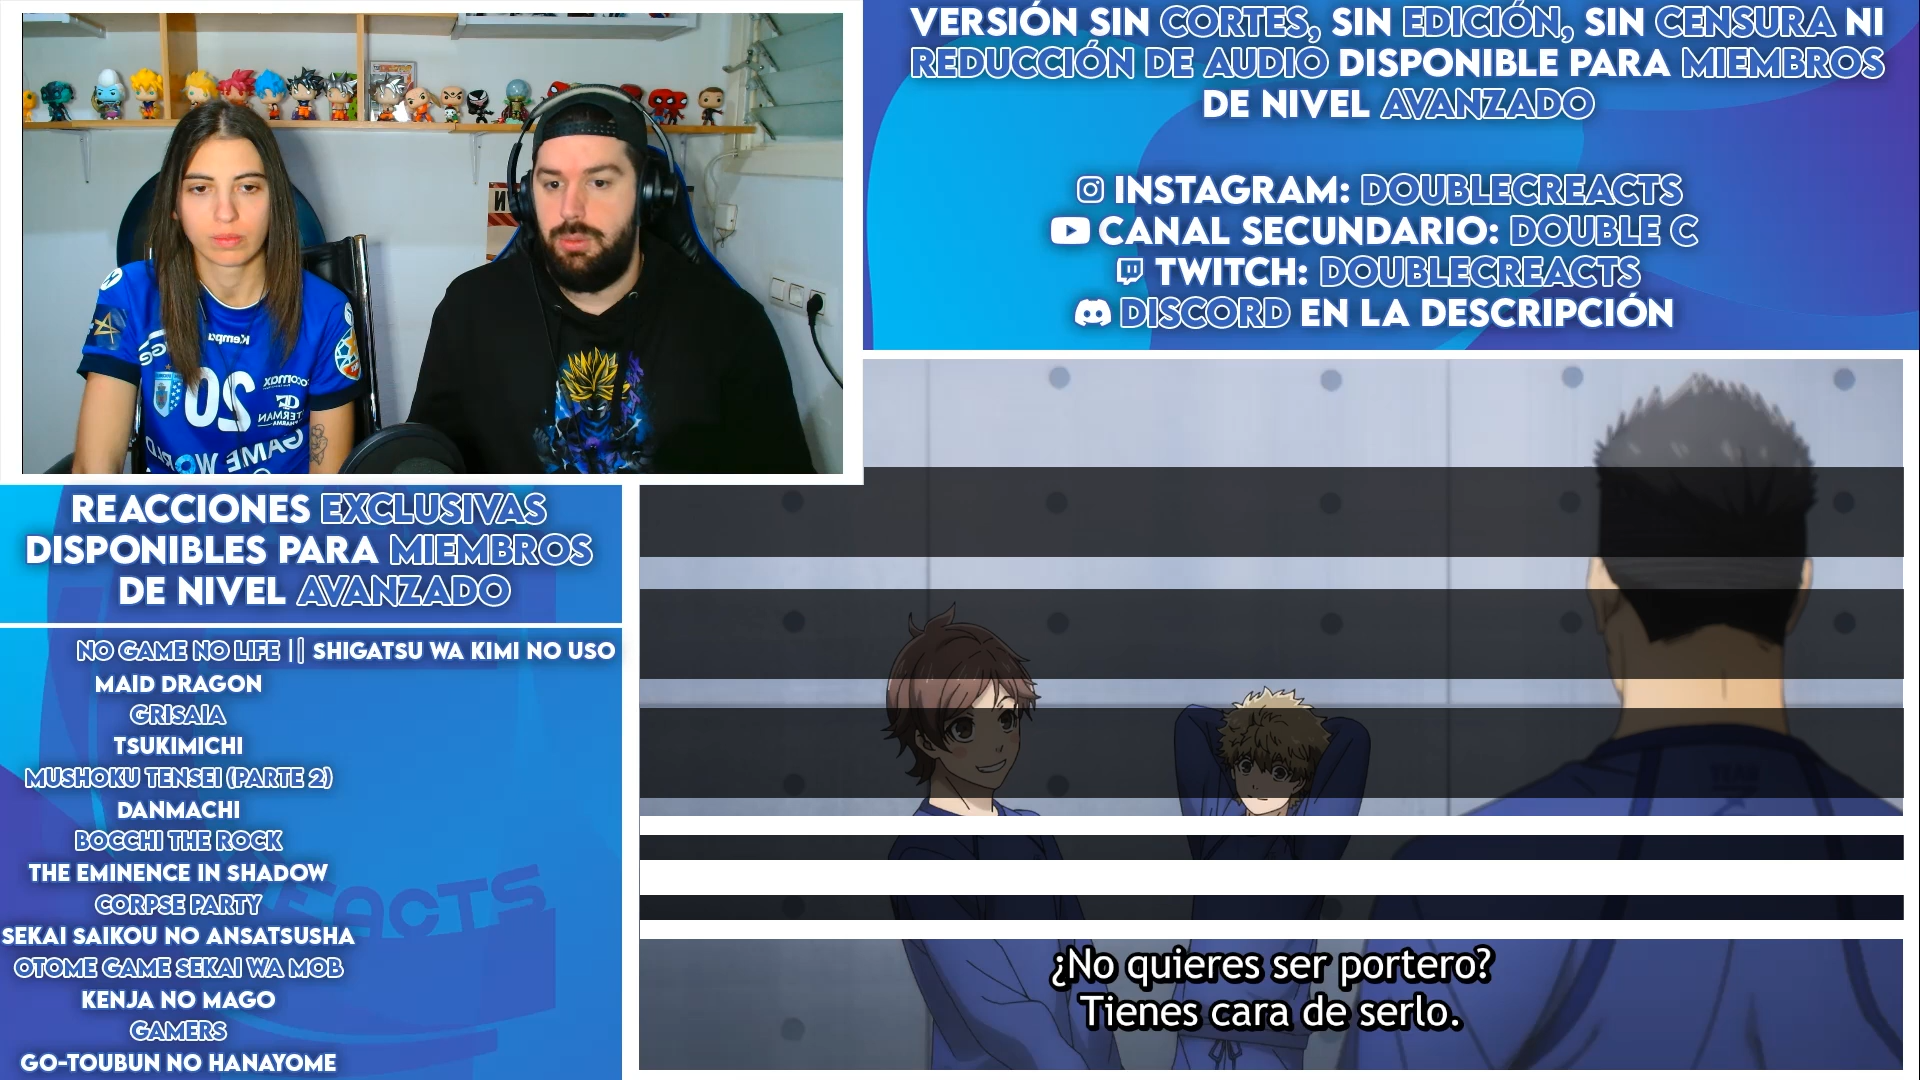 VERSIÓN SIN CORTES, SIN EDICIÓN, SIN CENSURA NI
REDUCCIÓN DE AUDIO DISPONIBLE PARA MIEMBROS
DE NIVEL AVANZADO
INSTAGRAM: DOUBLECREACTS
CANAL SECUNDARIO: DOUBLE C
TWITCH: DOUBLECREACTS
DISCORD EN LA DESCRIPCIÓN
Kempa
20
GAME WORLD
REACCIONES EXCLUSIVAS
DISPONIBLES PARA MIEMBROS
DE NIVEL AVANZADO
NO GAME NO LIFE || SHIGATSU WA KIMI NO USO
MAID DRAGON
GRISAIA
TSUKIMICHI
MUSHOKU TENSEI (PARTE 2)
DANMACHI
BOCCHI THE ROCK
THE EMINENCE IN SHADOW
CORPSE PARTY
SEKAI SAIKOU NO ANSATSUSHA
OTOME GAME SEKAI WA MOB
KENJA NO MAGO
GAMERS
GO-TOUBUN NO HANAYOME
¿No quieres ser portero?
Tienes cara de serlo.